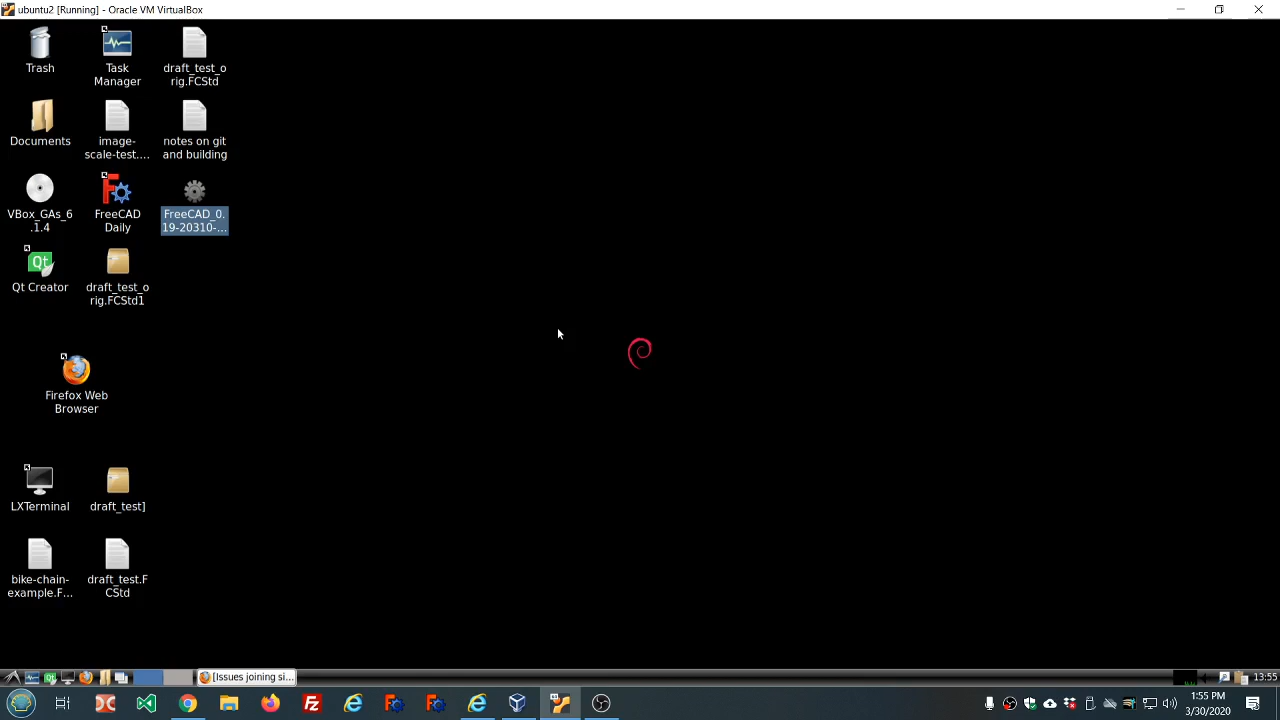 ubuntu2 [Running] - Oracle VM VirtualBox
Trash
Task
Manager
draft_test_o
rig.FCStd
Documents
image-
scale-test....
notes on git
and building
VBox_GAs_6
.1.4
FreeCAD
Daily
FreeCAD_0.
19-20310-...
Qt
Qt Creator
draft_test_o
rig.FCStd1
Firefox Web
Browser
LXTerminal
draft_test]
bike-chain-
example.F...
draft_test.F
CStd
[Issues joining si...
13:55
1:55 PM
3/30/2020